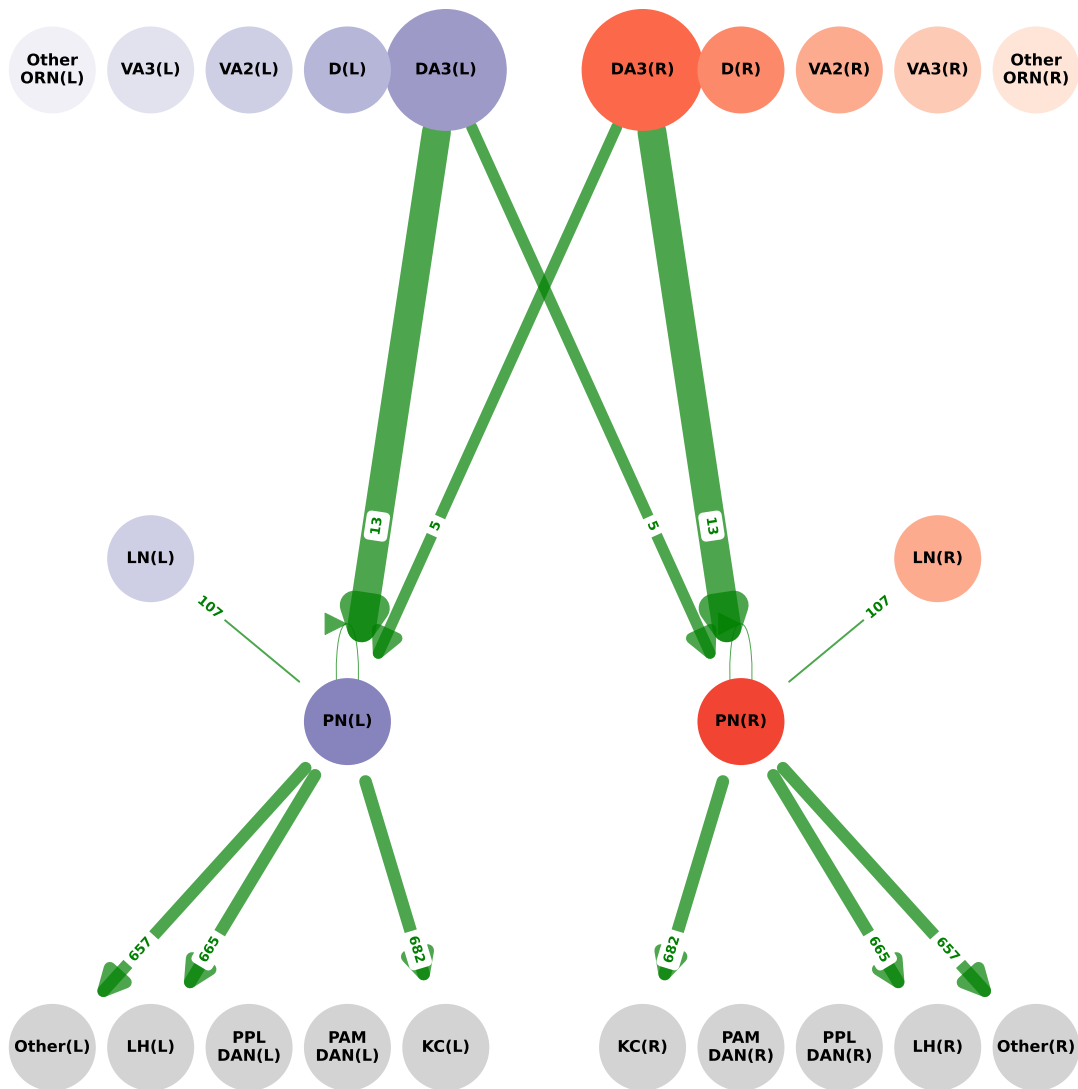 Other
ORN(L)
VA3(L)
VA2(L)
D(L)
DA3(L)
DA3(R)
D(R)
VA2(R)
VA3(R)
Other
ORN(R)
13
5
5
13
LN(L)
LN(R)
107
107
PN(L)
PN(R)
657
665
682
682
665
657
Other(L)
LH(L)
PPL
DAN(L)
PAM
DAN(L)
KC(L)
KC(R)
PAM
DAN(R)
PPL
DAN(R)
LH(R)
Other(R)